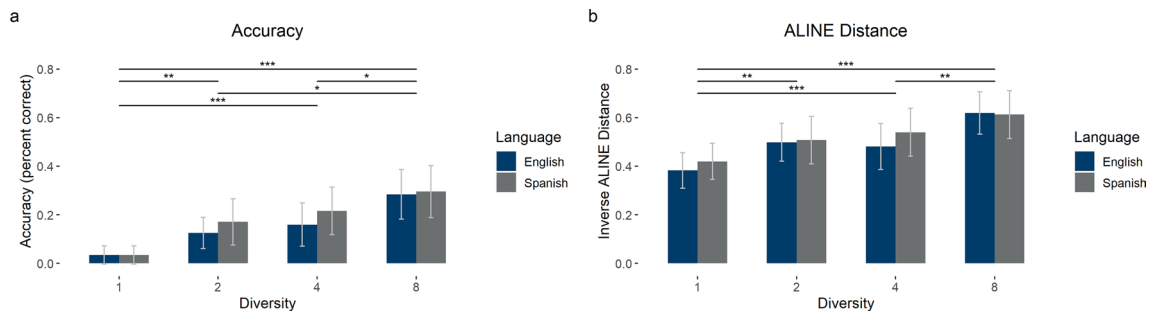 a
Accuracy
Accuracy (percent correct)
0.8
0.6
0.4
0.2
0.0
***
**
*
*
***
1
2
4
8
Diversity
Language
English
Spanish
b
ALINE Distance
Inverse ALINE Distance
0.8
0.6
0.4
0.2
0.0
***
**
**
***
1
2
4
8
Diversity
Language
English
Spanish